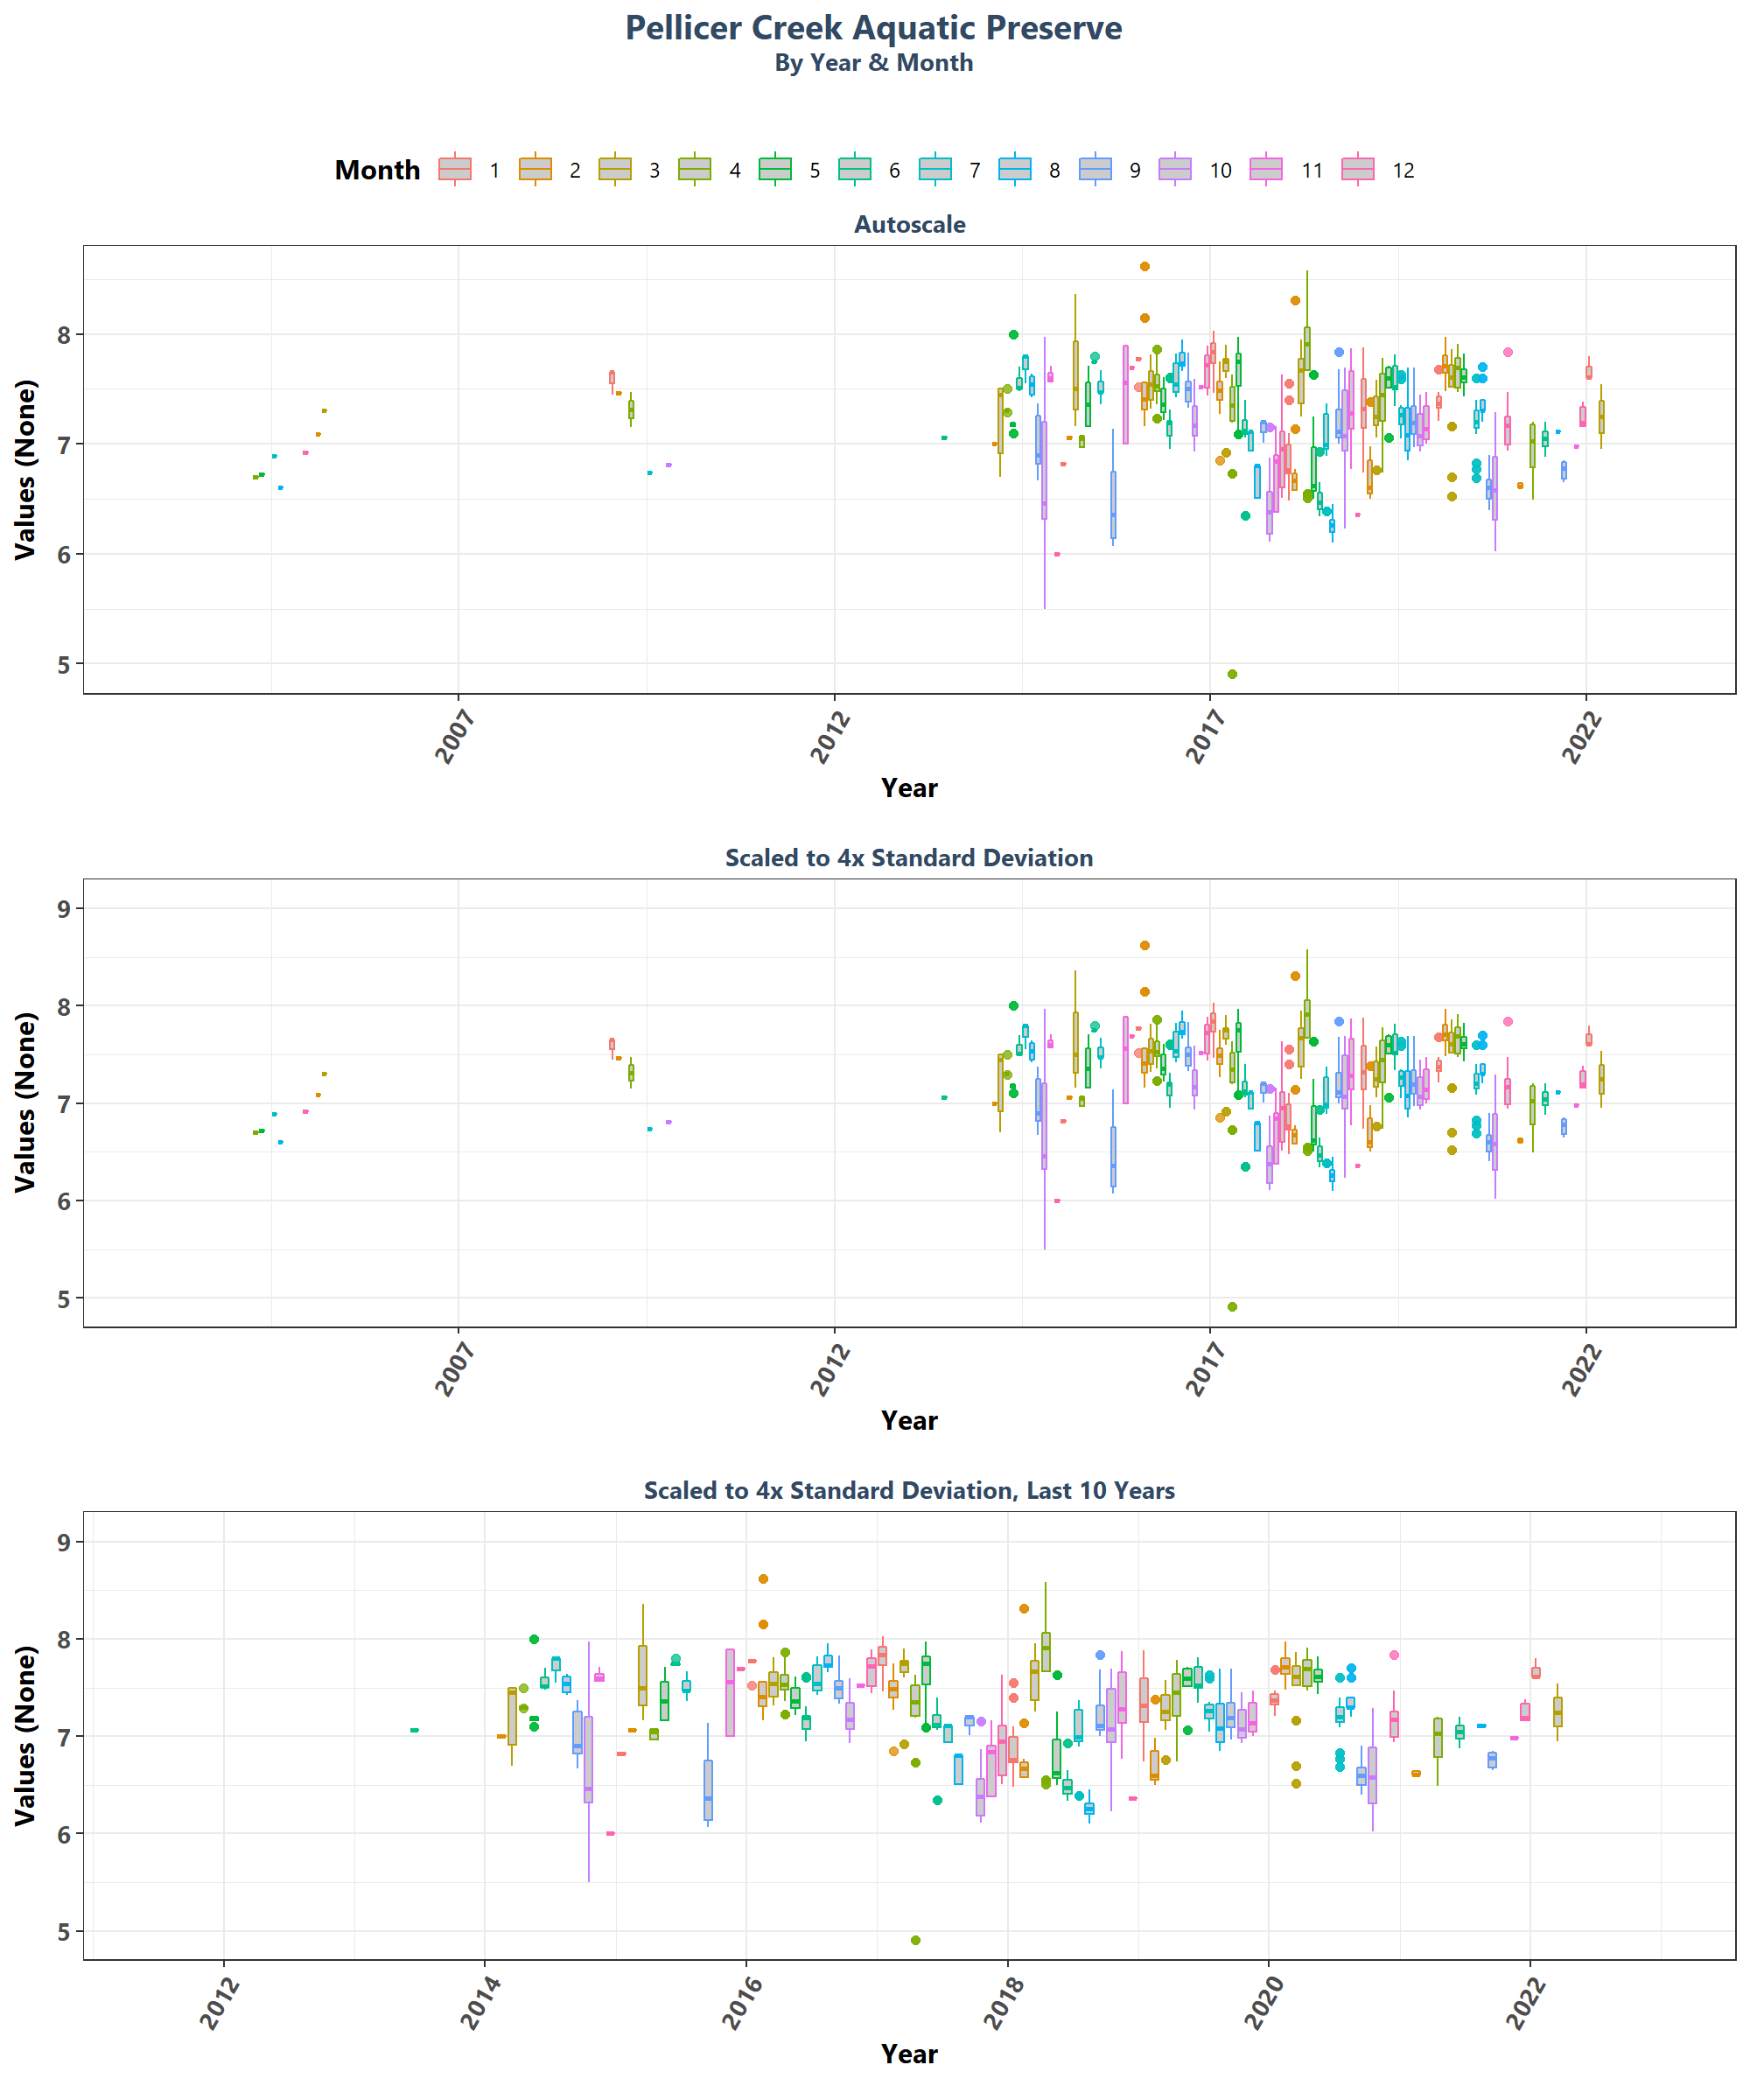 Pellicer Creek Aquatic Preserve
By Year & Month
Month 1 2 3 4 5 6 7 8 9 10 11 12
Autoscale
8
7
6
5
Values (None)
2007 2012 2017 2022
Year
Scaled to 4x Standard Deviation
9
8
7
6
5
Values (None)
2007 2012 2017 2022
Year
Scaled to 4x Standard Deviation, Last 10 Years
9
8
7
6
5
Values (None)
2012 2014 2016 2018 2020 2022
Year